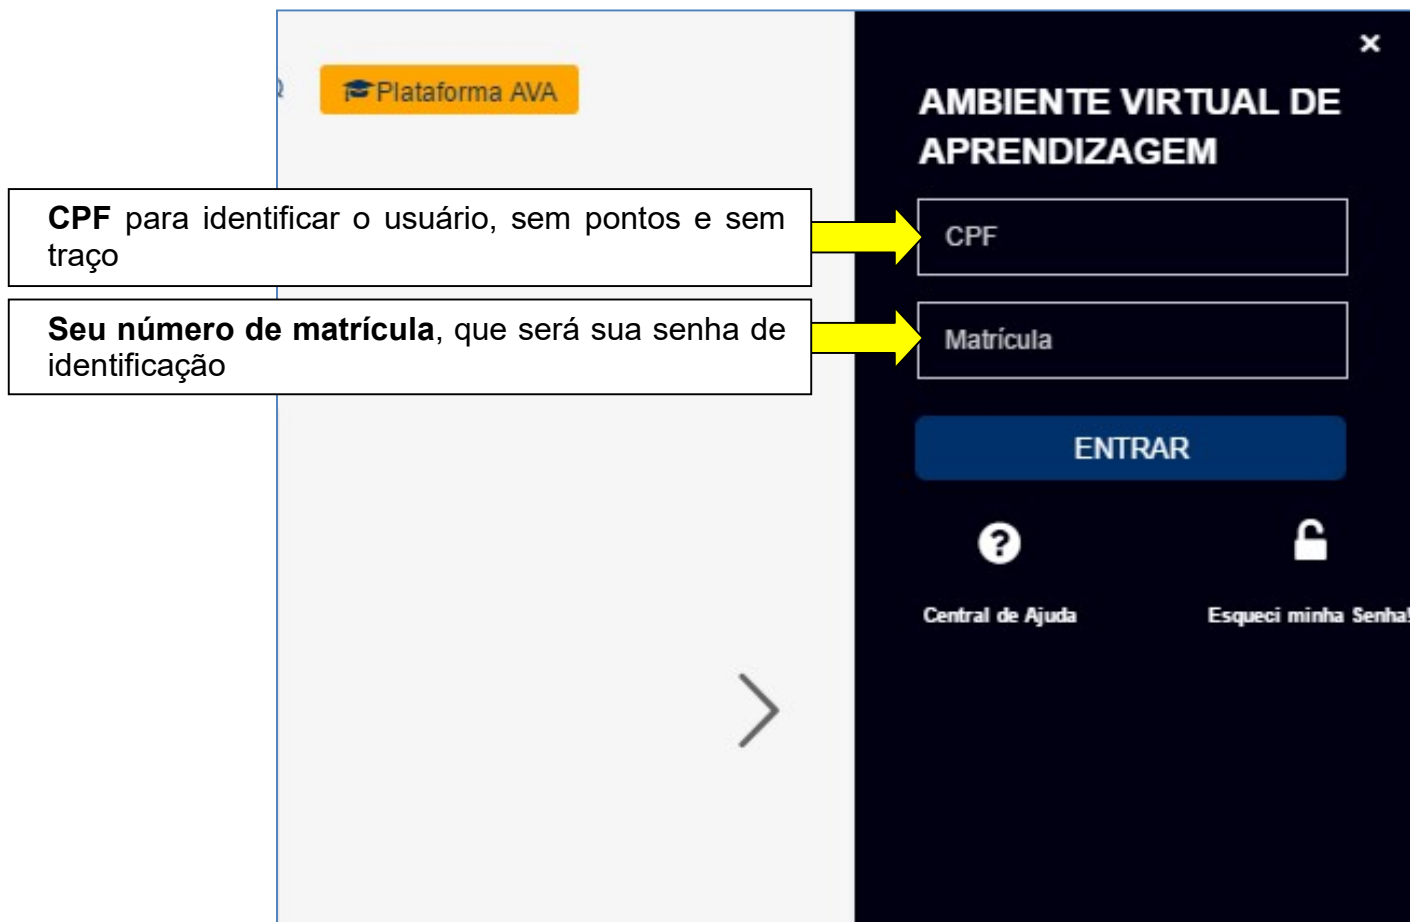 Plataforma AVA
AMBIENTE VIRTUAL DE
APRENDIZAGEM
CPF para identificar o usuário, sem pontos e sem
traço
CPF
Seu número de matrícula, que será sua senha de
identificação
Matrícula
ENTRAR
Central de Ajuda
Esqueci minha Senha!